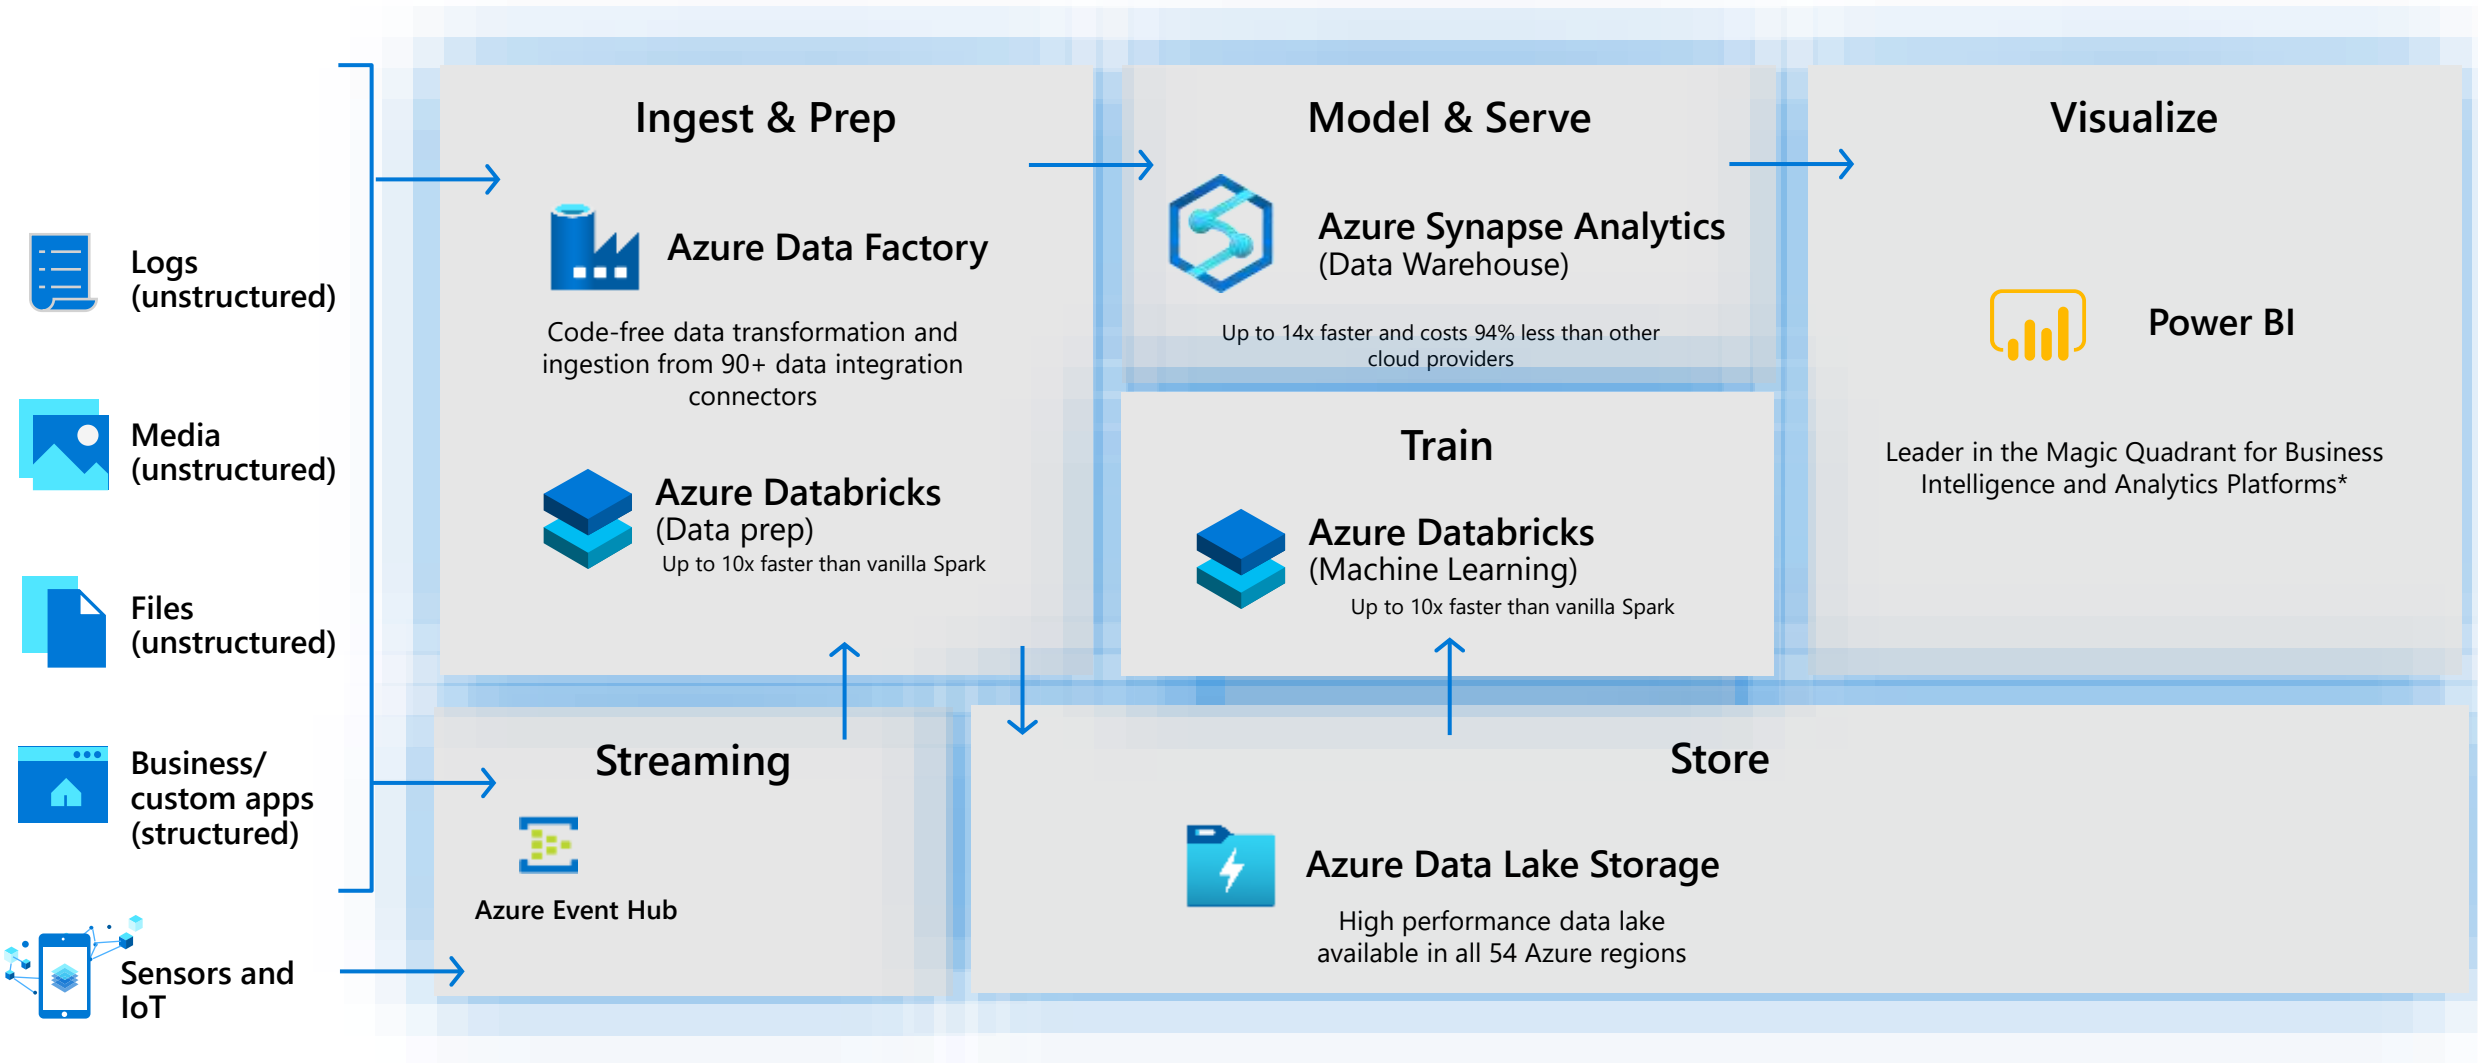 Logs
(unstructured)
Media
(unstructured)
Files
(unstructured)
Business/
custom apps
(structured)
Sensors and
IoT
Ingest & Prep
Azure Data Factory
Code-free data transformation and
ingestion from 90+ data integration
connectors
Azure Databricks
(Data prep)
Up to 10x faster than vanilla Spark
Streaming
Azure Event Hub
Model & Serve
Azure Synapse Analytics
(Data Warehouse)
Up to 14x faster and costs 94% less than other
cloud providers
Train
Azure Databricks
(Machine Learning)
Up to 10x faster than vanilla Spark
Visualize
Power BI
Leader in the Magic Quadrant for Business
Intelligence and Analytics Platforms*
Store
Azure Data Lake Storage
High performance data lake
available in all 54 Azure regions